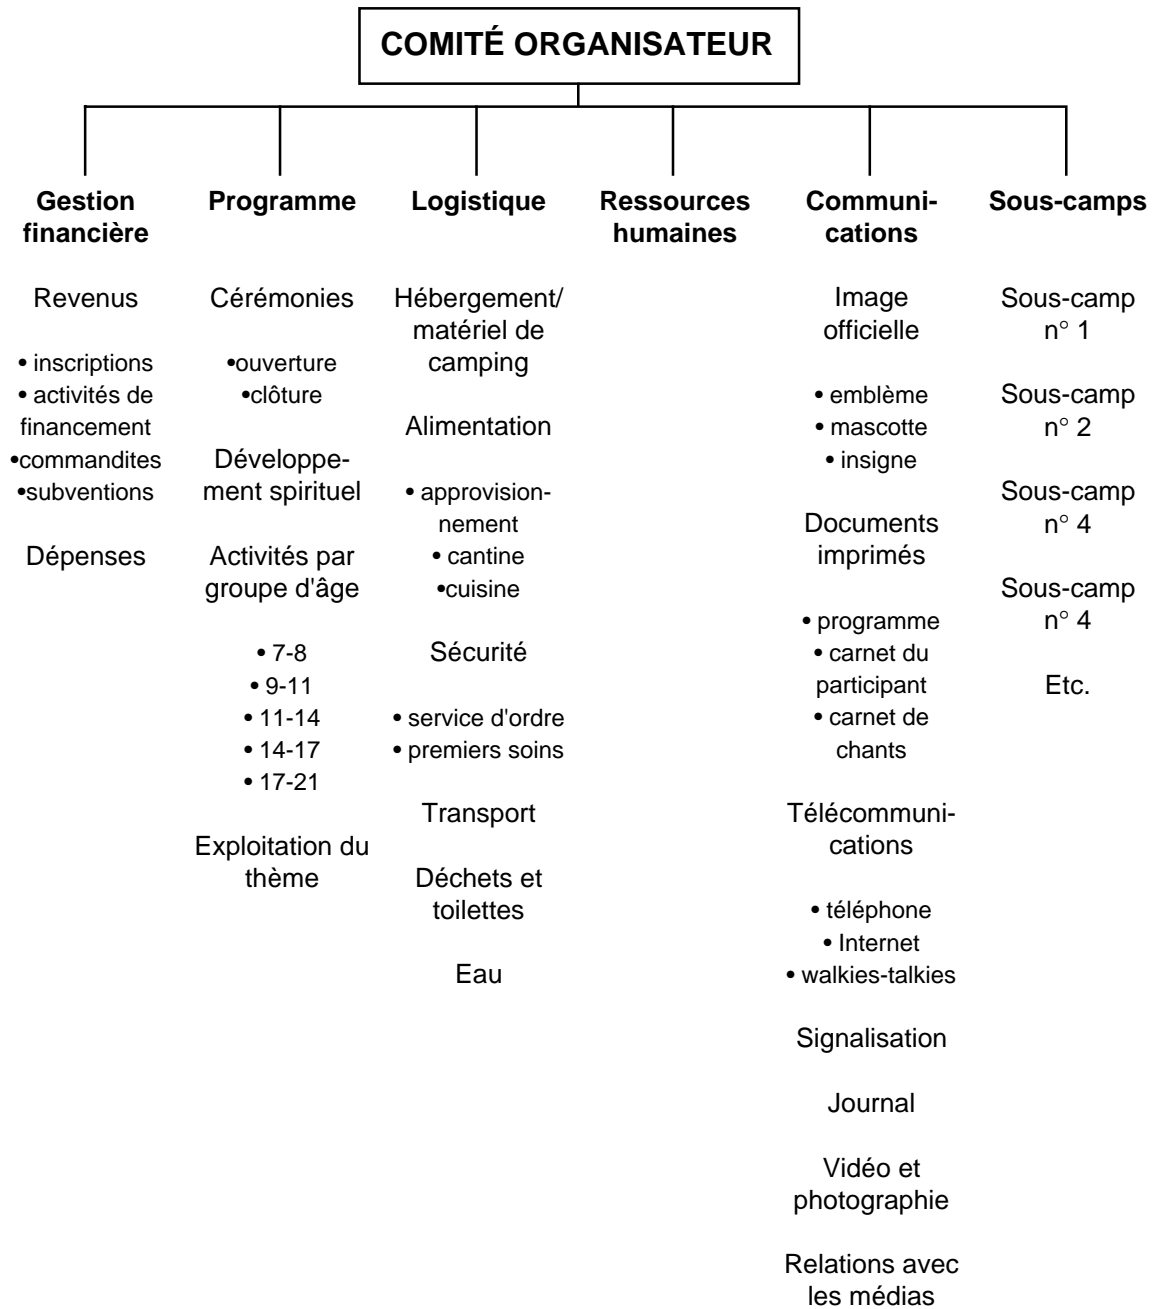 COMITÉ ORGANISATEUR
Gestion
financière
Revenus
• inscriptions
• activités de
financement
•commandites
•subventions
Dépenses
Programme
Cérémonies
•ouverture
•clôture
Développe-
ment spirituel
Activités par
groupe d'âge
• 7-8
• 9-11
• 11-14
• 14-17
• 17-21
Exploitation du
thème
Logistique
Hébergement/
matériel de
camping
Alimentation
• approvision-
nement
• cantine
•cuisine
Sécurité
• service d'ordre
• premiers soins
Transport
Déchets et
toilettes
Eau
Ressources
humaines
Communi-
cations
Image
officielle
• emblème
• mascotte
• insigne
Documents
imprimés
• programme
• carnet du
participant
• carnet de
chants
Télécommuni-
cations
• téléphone
• Internet
• walkies-talkies
Signalisation
Journal
Vidéo et
photographie
Relations avec
les médias
Sous-camps
Sous-camp
n° 1
Sous-camp
n° 2
Sous-camp
n° 4
Sous-camp
n° 4
Etc.